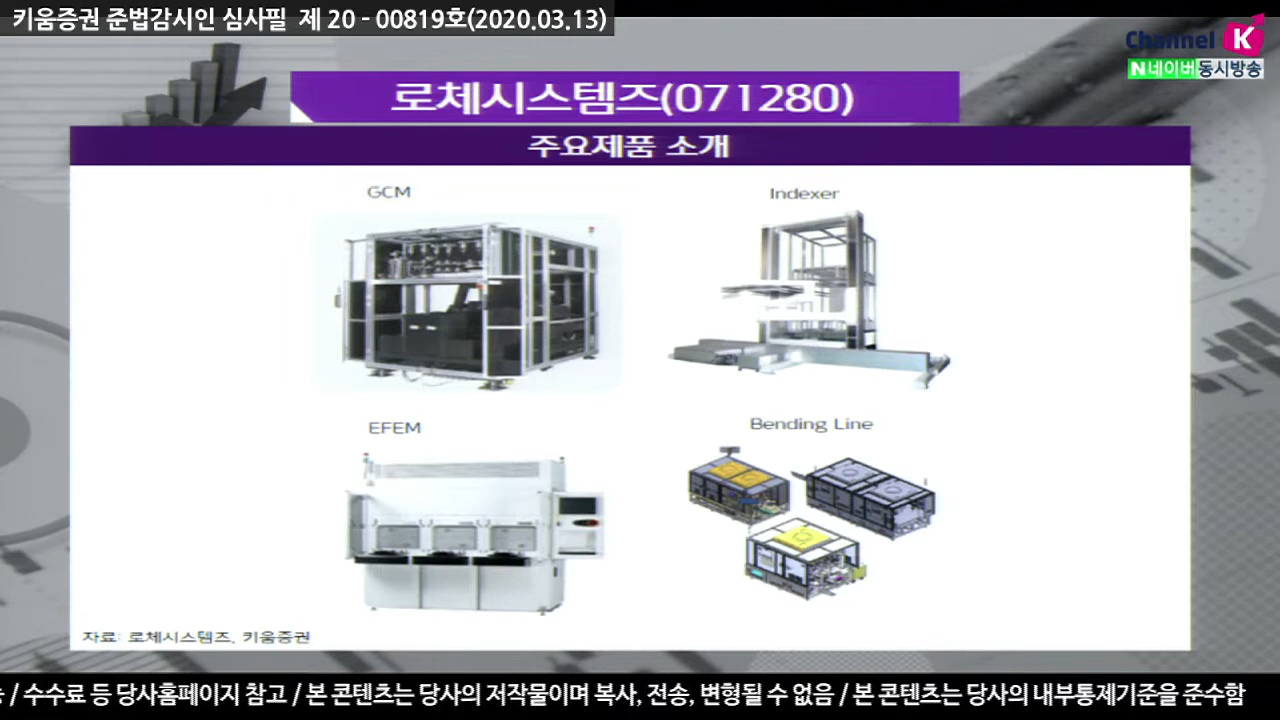 키움증권 준법감시인 심사필 제 20 - 00819호(2020.03.13)
Channel K
N 네이버 동시방송
로체시스템즈(071280)
주요제품 소개
GCM
Indexer
EFEM
Bending Line
자료: 로체시스템즈, 키움증권
/ 수수료 등 당사홈페이지 참고 / 본 콘텐츠는 당사의 저작물이며 복사, 전송, 변형될 수 없음 / 본 콘텐츠는 당사의 내부통제기준을 준수함